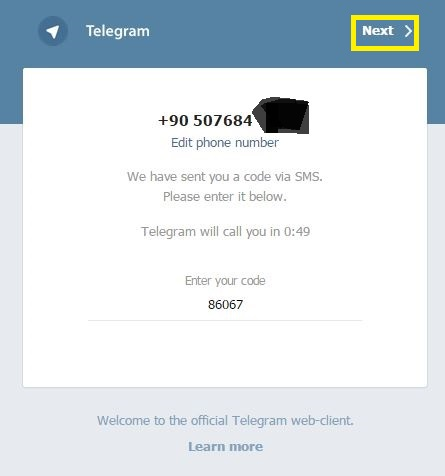 Telegram
Next
+90 507684
Edit phone number
We have sent you a code via SMS.
Please enter it below.
Telegram will call you in 0:49
Enter your code
86067
Welcome to the official Telegram web-client.
Learn more